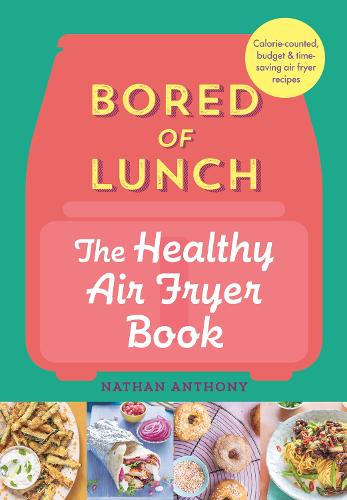 Calorie-counted,
budget & time-
saving air fryer
recipes
BORED
OF
LUNCH
The Healthy
Air Fryer
Book
NATHAN ANTHONY